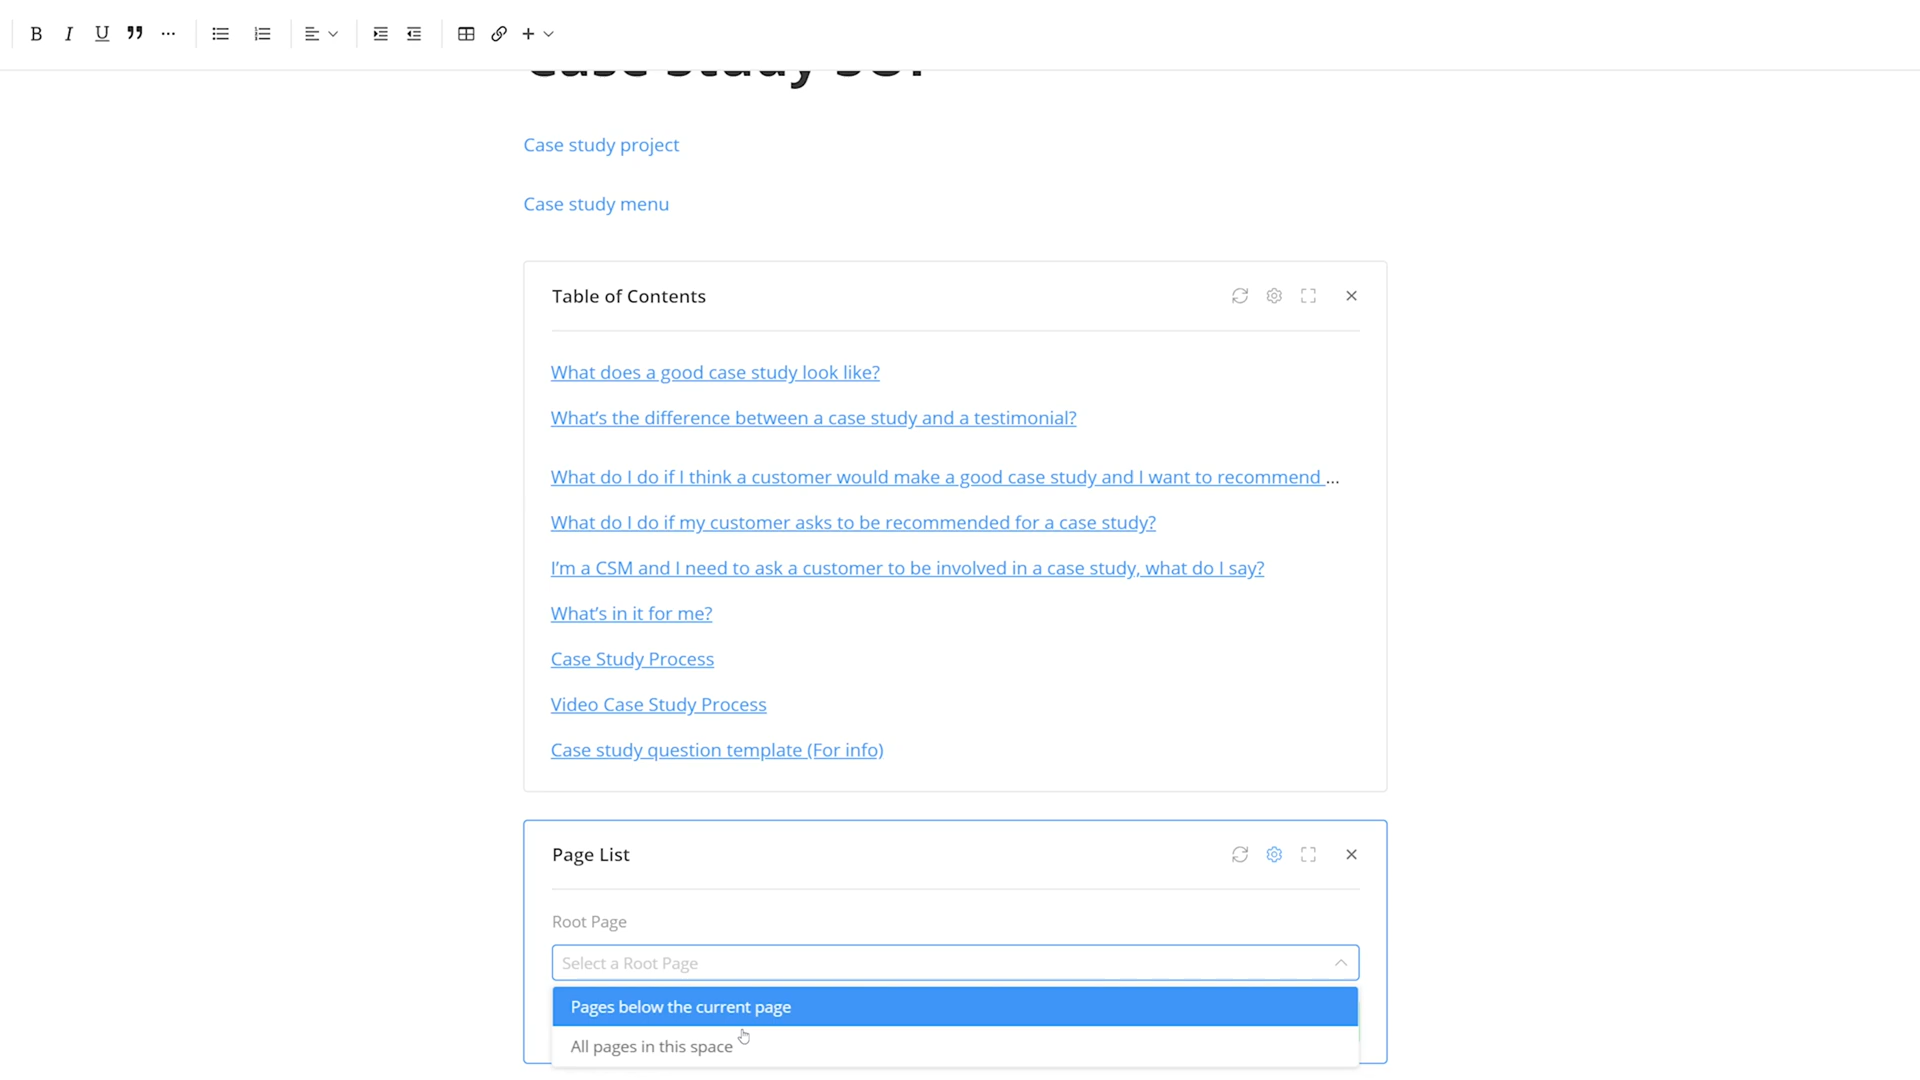 B I U
Case study project
Case study menu
Table of Contents
What does a good case study look like?
What's the difference between a case study and a testimonial?
What do I do if I think a customer would make a good case study and I want to recommend ...
What do I do if my customer asks to be recommended for a case study?
I'm a CSM and I need to ask a customer to be involved in a case study, what do I say?
What's in it for me?
Case Study Process
Video Case Study Process
Case study question template (For info)
Page List
Root Page
Select a Root Page
Pages below the current page
All pages in this space